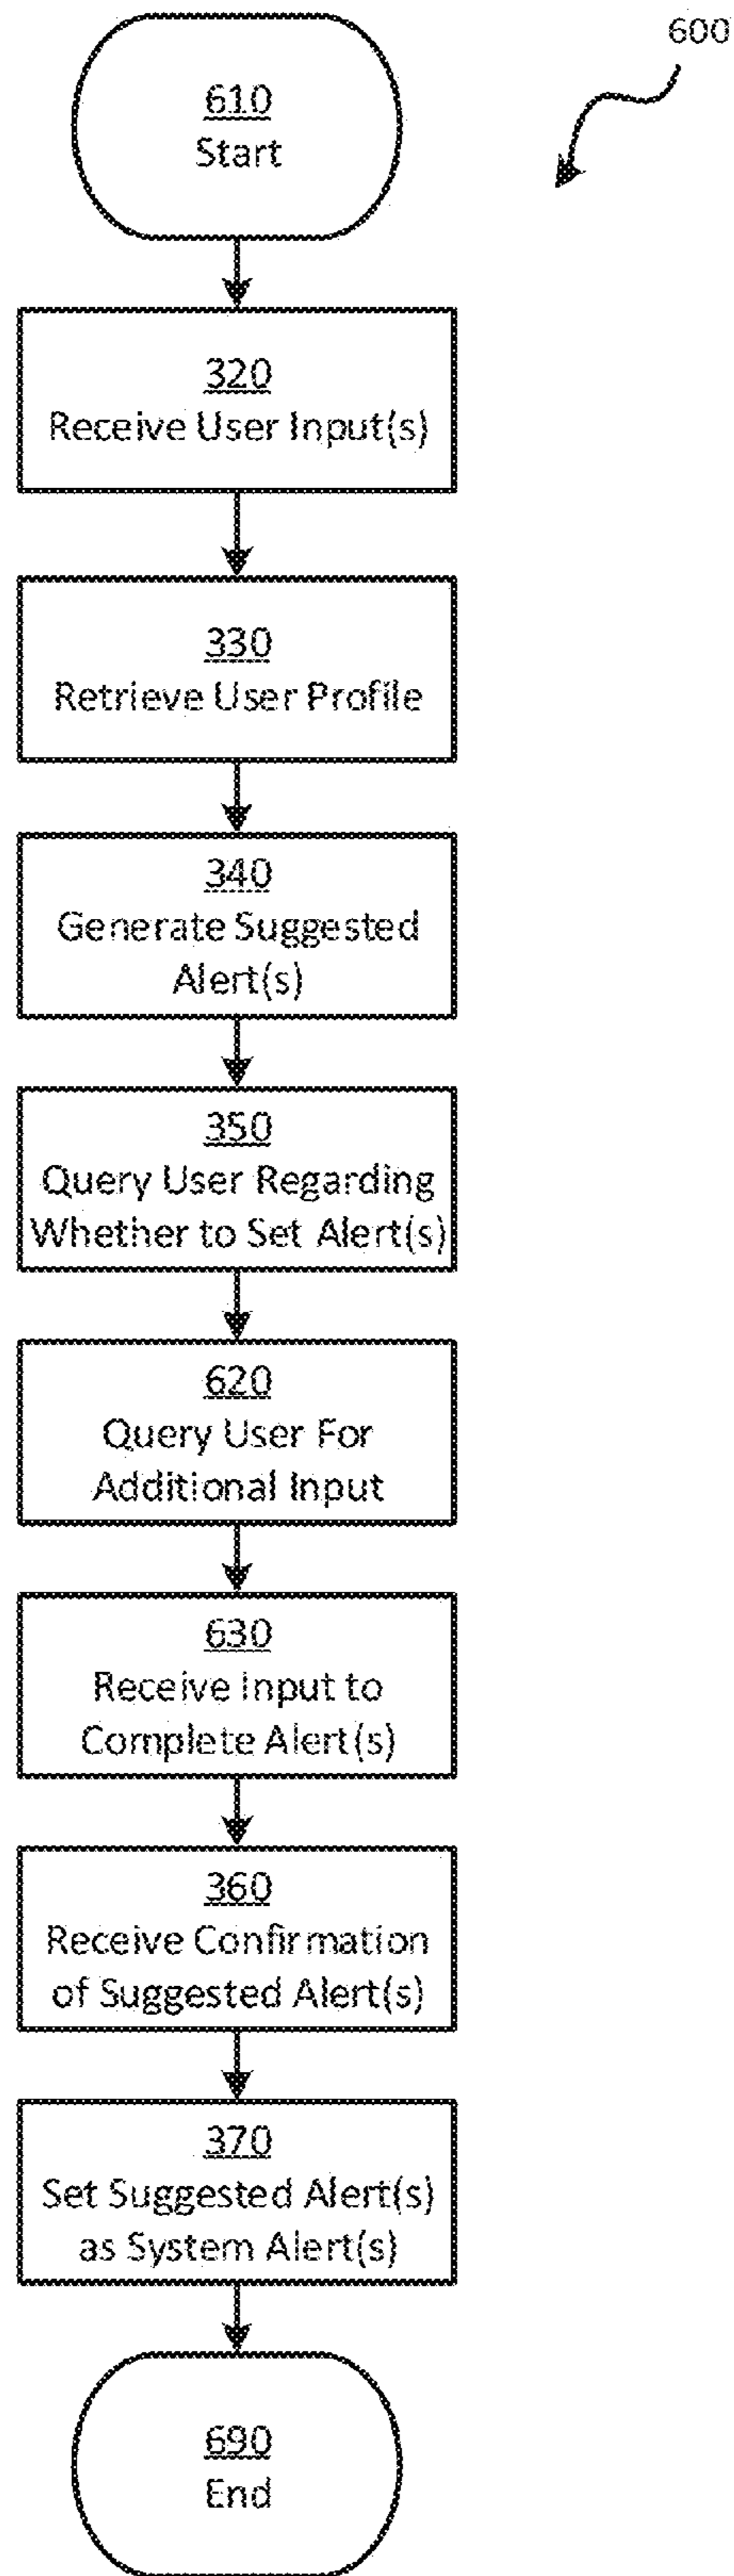 600
610
Start
320
Receive User Input(s)
330
Retrieve User Profile
340
Generate Suggested
Alert(s)
350
Query User Regarding
Whether to Set Alert(s)
620
Query User For
Additional Input
630
Receive Input to
Complete Alert(s)
360
Receive Confirmation
of Suggested Alert(s)
370
Set Suggested Alert(s)
as System Alert(s)
690
End